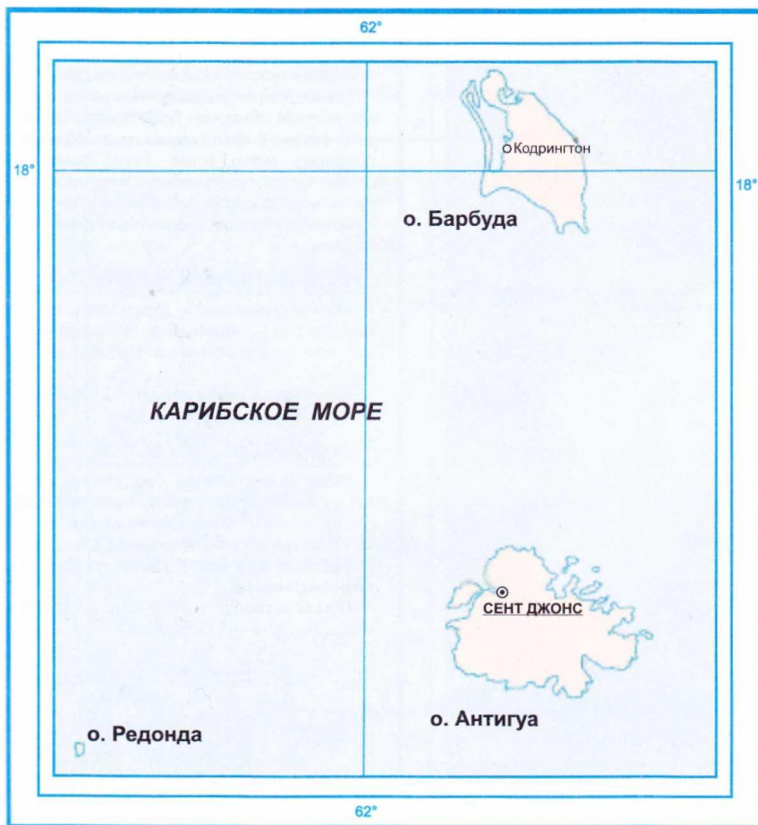 62°
Кодрингтон
18°
18°
о. Барбуда
КАРИБСКОЕ МОРЕ
СЕНТ ДЖОНС
о. Антигуа
о. Редонда
62°